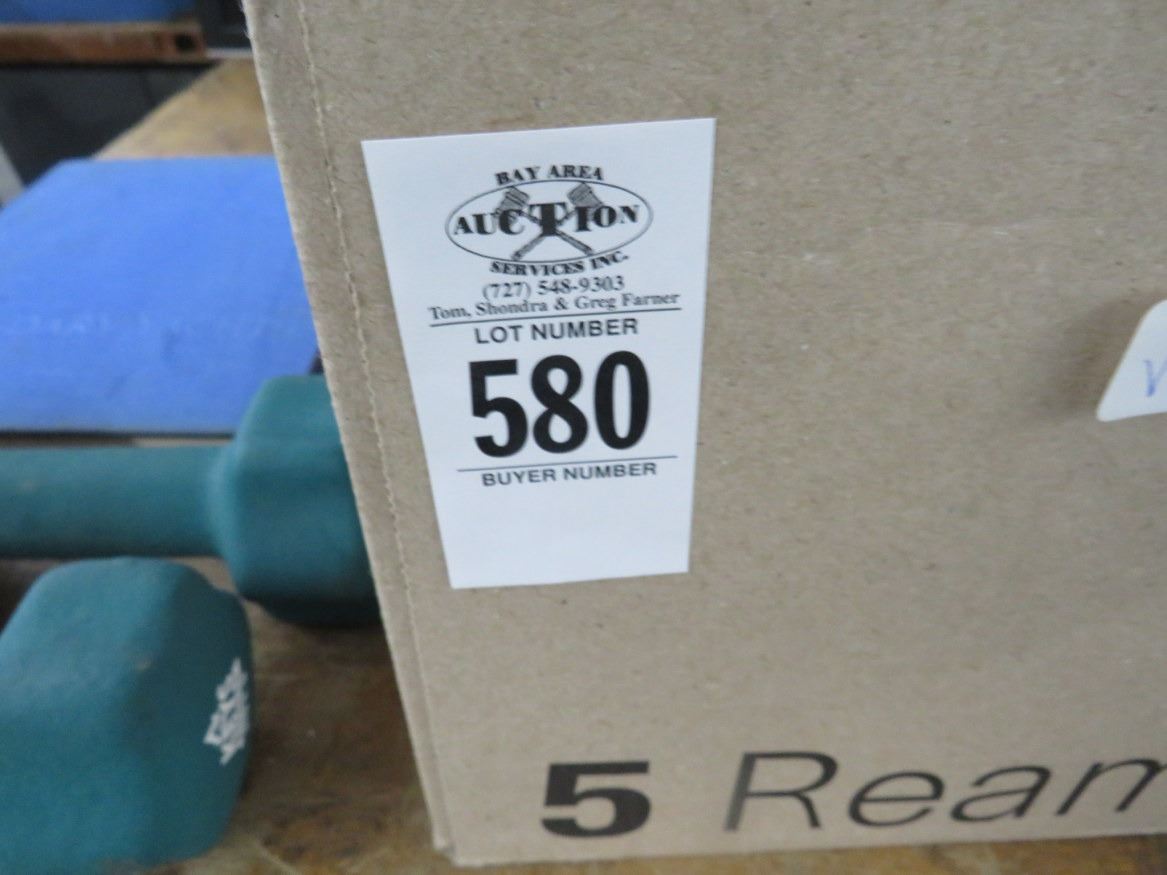 BAY AREA
AUCTION
SERVICES INC.
(727) 548-9303
Tom, Shondra & Greg Farner
LOT NUMBER
580
BUYER NUMBER
5 Ream